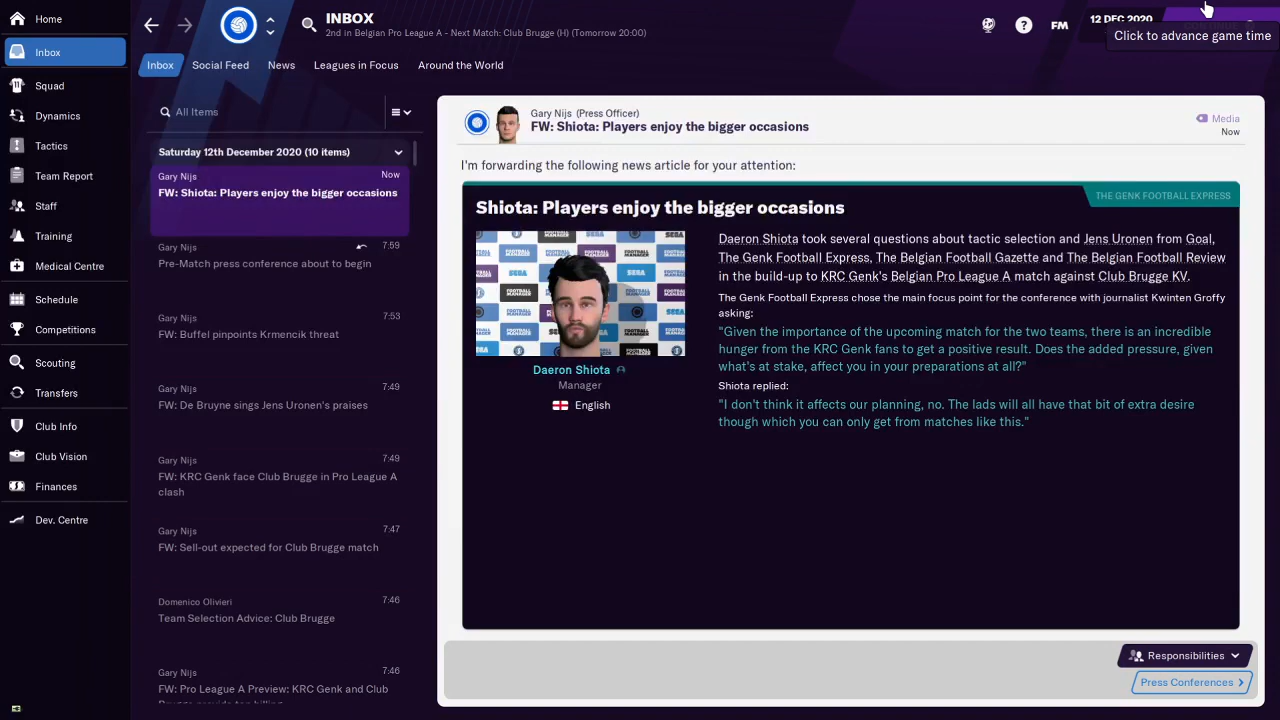 Home
Inbox
Squad
Dynamics
Tactics
Team Report
Staff
Training
Medical Centre
Schedule
Competitions
Scouting
Transfers
Club Info
Club Vision
Finances
Dev. Centre
INBOX
2nd in Belgian Pro League A - Next Match: Club Brugge (H) (Tomorrow 20:00)
FM
12 DEC 2020
Click to advance game time
Inbox
Social Feed
News
Leagues in Focus
Around the World
All Items
Saturday 12th December 2020 (10 items)
Gary Nijs Now
FW: Shiota: Players enjoy the bigger occasions
Gary Nijs 7:59
Pre-Match press conference about to begin
Gary Nijs 7:53
FW: Buffel pinpoints Krmencik threat
Gary Nijs 7:49
FW: De Bruyne sings Jens Uronen's praises
Gary Nijs 7:49
FW: KRC Genk face Club Brugge in Pro League A
clash
Gary Nijs 7:47
FW: Sell-out expected for Club Brugge match
Domenico Olivieri 7:46
Team Selection Advice: Club Brugge
Gary Nijs 7:46
FW: Pro League A Preview: KRC Genk and Club
Gary Nijs (Press Officer)
FW: Shiota: Players enjoy the bigger occasions
Media
Now
I'm forwarding the following news article for your attention:
THE GENK FOOTBALL EXPRESS
Shiota: Players enjoy the bigger occasions
Daeron Shiota
Manager
English
Daeron Shiota took several questions about tactic selection and Jens Uronen from Goal,
The Genk Football Express, The Belgian Football Gazette and The Belgian Football Review
in the build-up to KRC Genk's Belgian Pro League A match against Club Brugge KV.
The Genk Football Express chose the main focus point for the conference with journalist Kwinten Groffy
asking:
"Given the importance of the upcoming match for the two teams, there is an incredible
hunger from the KRC Genk fans to get a positive result. Does the added pressure, given
what's at stake, affect you in your preparations at all?"
Shiota replied:
"I don't think it affects our planning, no. The lads will all have that bit of extra desire
though which you can only get from matches like this."
Responsibilities
Press Conferences